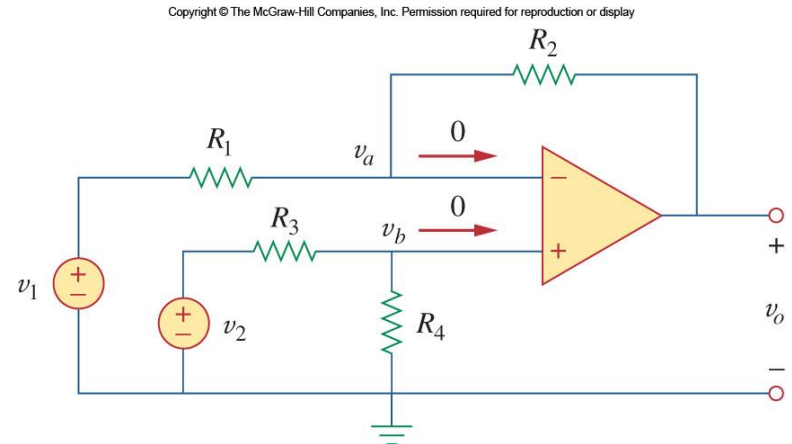 Copyright © The McGraw-Hill Companies, Inc. Permission required for reproduction or display
R₂
R₁
vₐ
0
−
R₃
v_b
0
+
v₁
+
−
+
−
v₂
R₄
+
vₒ
−